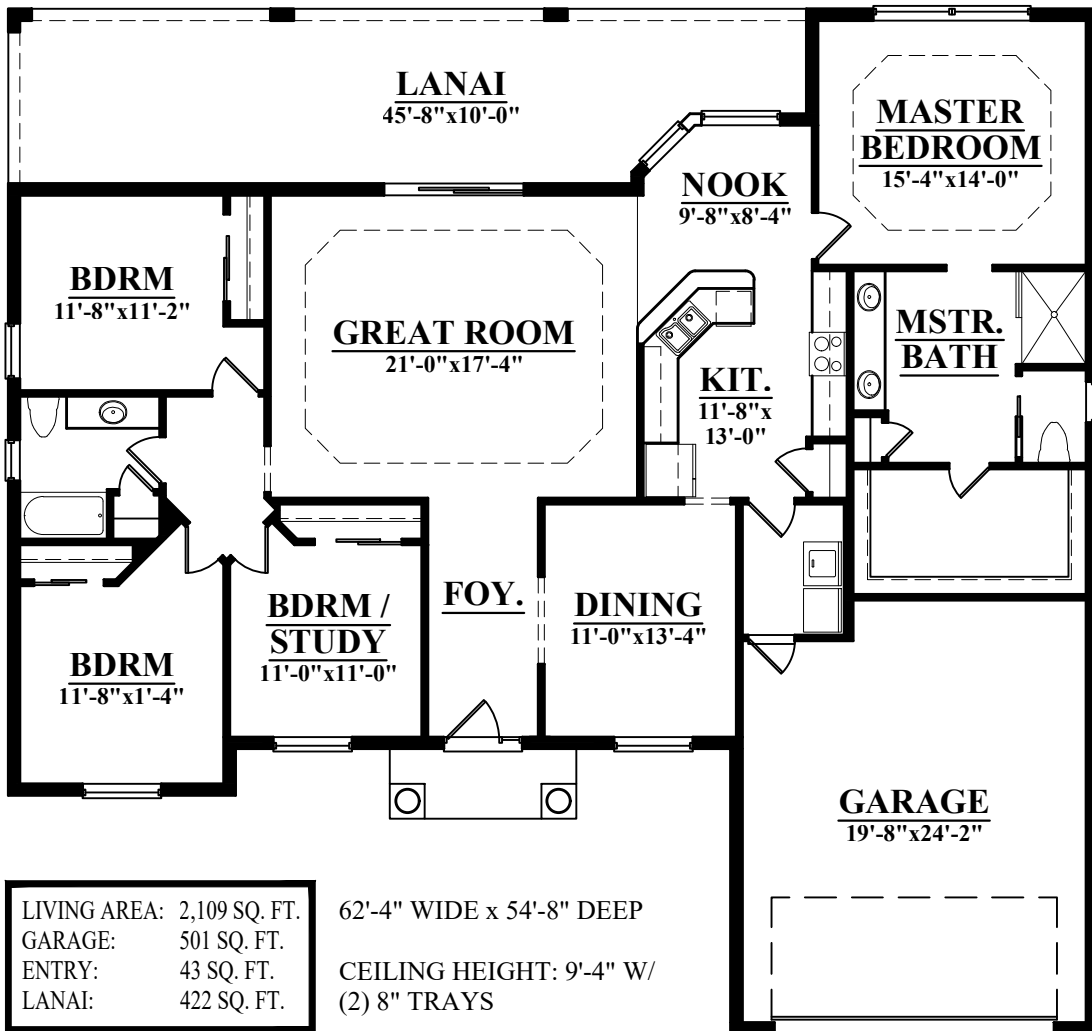 LANAI
45'-8"x10'-0"
MASTER
BEDROOM
15'-4"x14'-0"
NOOK
9'-8"x8'-4"
BDRM
11'-8"x11'-2"
GREAT ROOM
21'-0"x17'-4"
MSTR.
BATH
KIT.
11'-8"x
13'-0"
FOY.
DINING
11'-0"x13'-4"
BDRM /
STUDY
11'-0"x11'-0"
BDRM
11'-8"x1'-4"
GARAGE
19'-8"x24'-2"
LIVING AREA: 2,109 SQ. FT.
GARAGE: 501 SQ. FT.
ENTRY: 43 SQ. FT.
LANAI: 422 SQ. FT.
62'-4" WIDE x 54'-8" DEEP
CEILING HEIGHT: 9'-4" W/
(2) 8" TRAYS